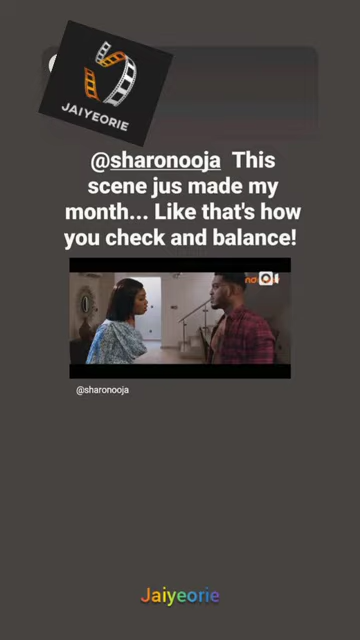 JAIYEORIE
@sharonooja This
scene jus made my
month... Like that's how
you check and balance!
@sharonooja
Jaiyeorie